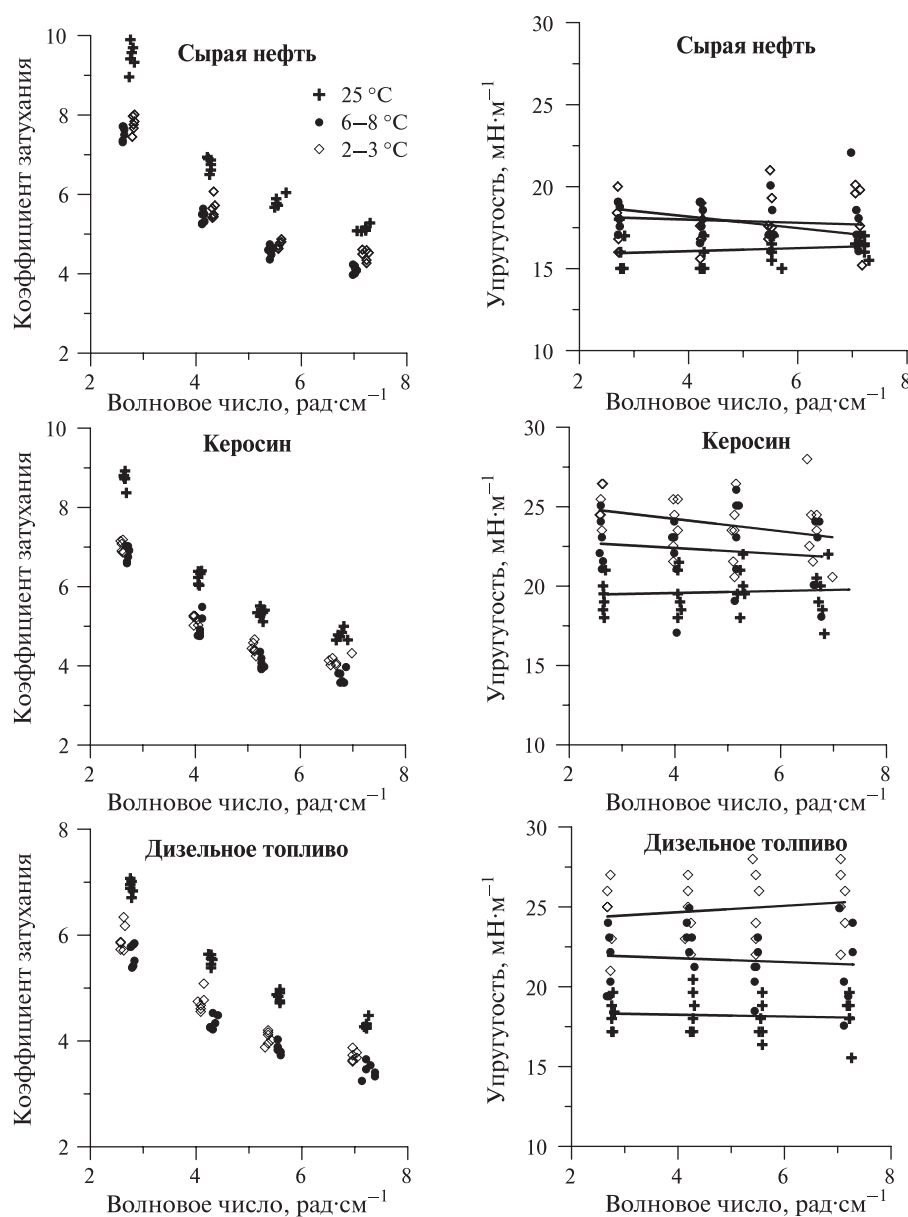 Сырая нефть
25 °C
6–8 °C
2–3 °C
Коэффициент затухания
10
8
6
4
2
2
4
6
8
Волновое число, рад·см⁻¹
Сырая нефть
Упругугость, мН·м⁻¹
30
25
20
15
10
2
4
6
8
Волновое число, рад·см⁻¹
Керосин
Коэффициент затухания
10
8
6
4
2
2
4
6
8
Волновое число, рад·см⁻¹
Керосин
Упругугость, мН·м⁻¹
30
25
20
15
10
2
4
6
8
Волновое число, рад·см⁻¹
Дизельное топливо
Коэффициент затухания
8
6
4
2
2
4
6
8
Волновое число, рад·см⁻¹
Дизельное толпиво
Упругугость, мН·м⁻¹
30
25
20
15
10
2
4
6
8
Волновое число, рад·см⁻¹